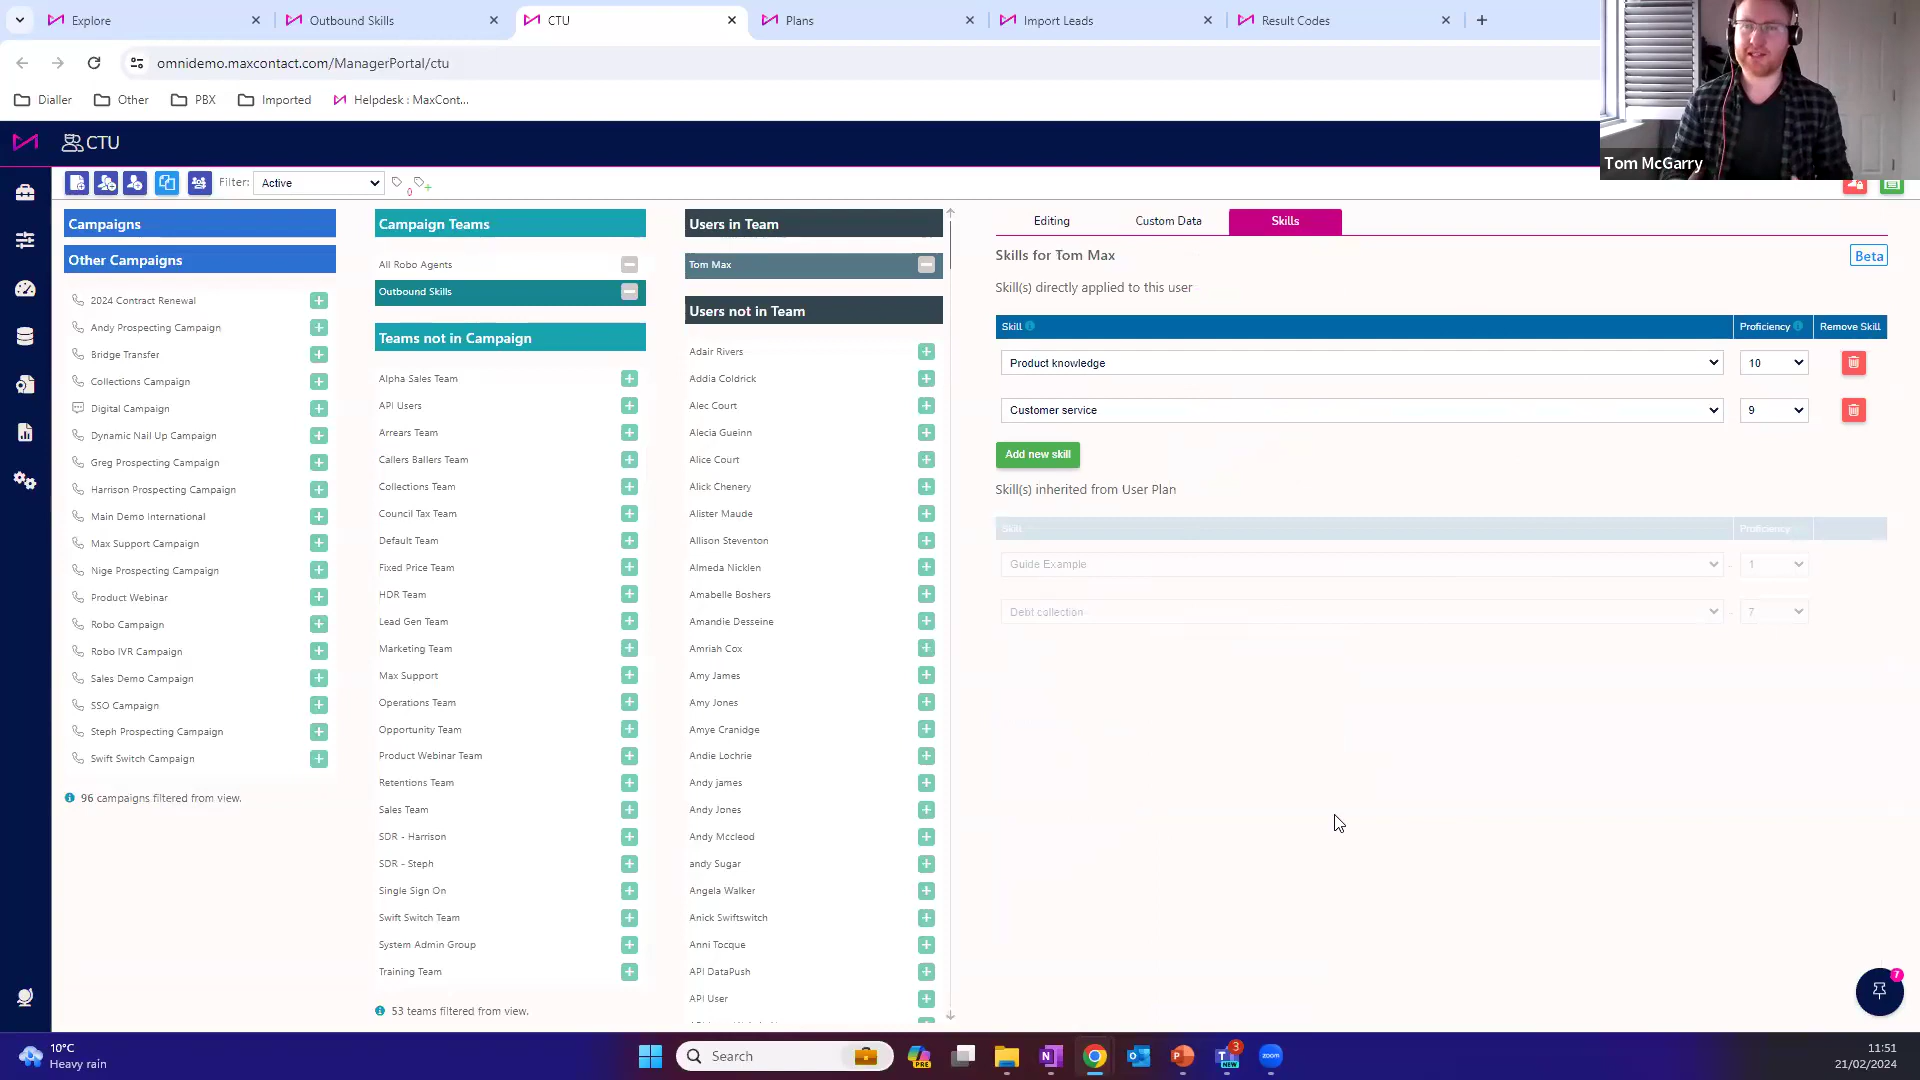 Explore
Outbound Skills
CTU
Plans
Import Leads
Result Codes
omnidemo.maxcontact.com/ManagerPortal/ctu
Dialler
Other
PBX
Imported
Helpdesk : MaxCont...
Tom McGarry
CTU
Filter:
Active
0
Campaigns
Other Campaigns
2024 Contract Renewal
Andy Prospecting Campaign
Bridge Transfer
Collections Campaign
Digital Campaign
Dynamic Nail Up Campaign
Greg Prospecting Campaign
Harrison Prospecting Campaign
Main Demo International
Max Support Campaign
Nige Prospecting Campaign
Product Webinar
Robo Campaign
Robo IVR Campaign
Sales Demo Campaign
SSO Campaign
Steph Prospecting Campaign
Swift Switch Campaign
96 campaigns filtered from view.
Campaign Teams
All Robo Agents
Outbound Skills
Teams not in Campaign
Alpha Sales Team
API Users
Arrears Team
Callers Ballers Team
Collections Team
Council Tax Team
Default Team
Fixed Price Team
HDR Team
Lead Gen Team
Marketing Team
Max Support
Operations Team
Opportunity Team
Product Webinar Team
Retentions Team
Sales Team
SDR - Harrison
SDR - Steph
Single Sign On
Swift Switch Team
System Admin Group
Training Team
53 teams filtered from view.
Users in Team
Tom Max
Users not in Team
Adair Rivers
Addia Coldrick
Alec Court
Alecia Gueinn
Alice Court
Alick Chenery
Alister Maude
Allison Steventon
Almeda Nicklen
Amabelle Boshers
Amandie Desseine
Amriah Cox
Amy James
Amy Jones
Amye Cranidge
Andie Lochrie
Andy james
Andy Jones
Andy Mccleod
andy Sugar
Angela Walker
Anick Swiftswitch
Anni Tocque
API DataPush
API User
Editing
Custom Data
Skills
Skills for Tom Max
Beta
Skill(s) directly applied to this user
Skill
Proficiency
Remove Skill
Product knowledge
10
Customer service
9
Add new skill
Skill(s) inherited from User Plan
Skill
Proficiency
Guide Example
1
Debt collection
7
7
10°C
Heavy rain
Search
PRE
3
NEW
zoom
11:51
21/02/2024